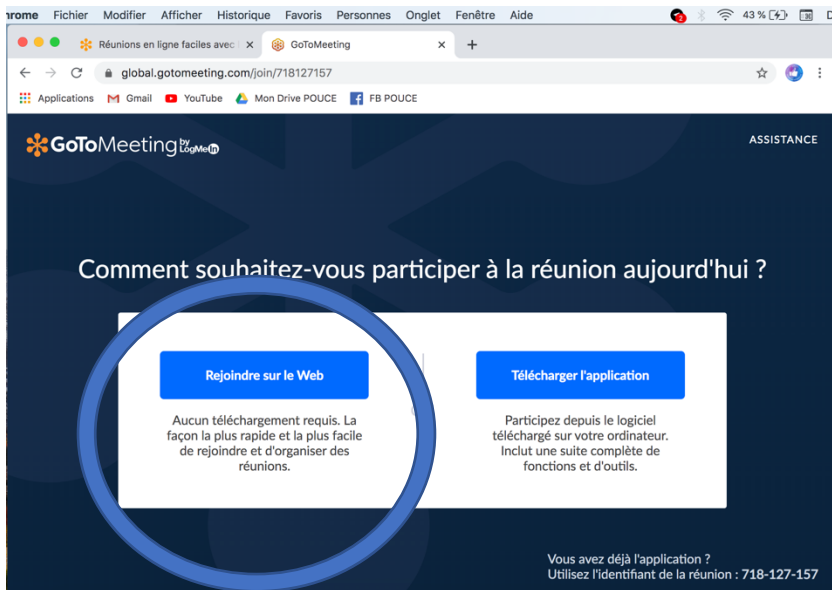 hrome Fichier Modifier Afficher Historique Favoris Personnes Onglet Fenêtre Aide 2 43 %
Réunions en ligne faciles avec
GoToMeeting
global.gotomeeting.com/join/718127157
Applications Gmail YouTube Mon Drive POUCE FB POUCE
GoToMeeting by LogMeIn
ASSISTANCE
Comment souhaitez-vous participer à la réunion aujourd'hui ?
Rejoindre sur le Web
Aucun téléchargement requis. La
façon la plus rapide et la plus facile
de rejoindre et d'organiser des
réunions.
Télécharger l'application
Participez depuis le logiciel
téléchargé sur votre ordinateur.
Inclut une suite complète de
fonctions et d'outils.
Vous avez déjà l'application ?
Utilisez l'identifiant de la réunion : 718-127-157